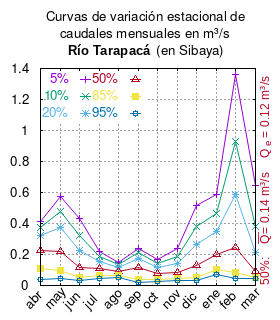 Curvas de variación estacional de
caudales mensuales en m³/s
Río Tarapacá (en Sibaya)
1.4
1.2
1
0.8
0.6
0.4
0.2
0
5% 50%
10% 85%
20% 95%
abr may jun jul ago sep oct nov dic ene feb mar
50%: Q= 0.14 m³/s Q e = 0.12 m³/s